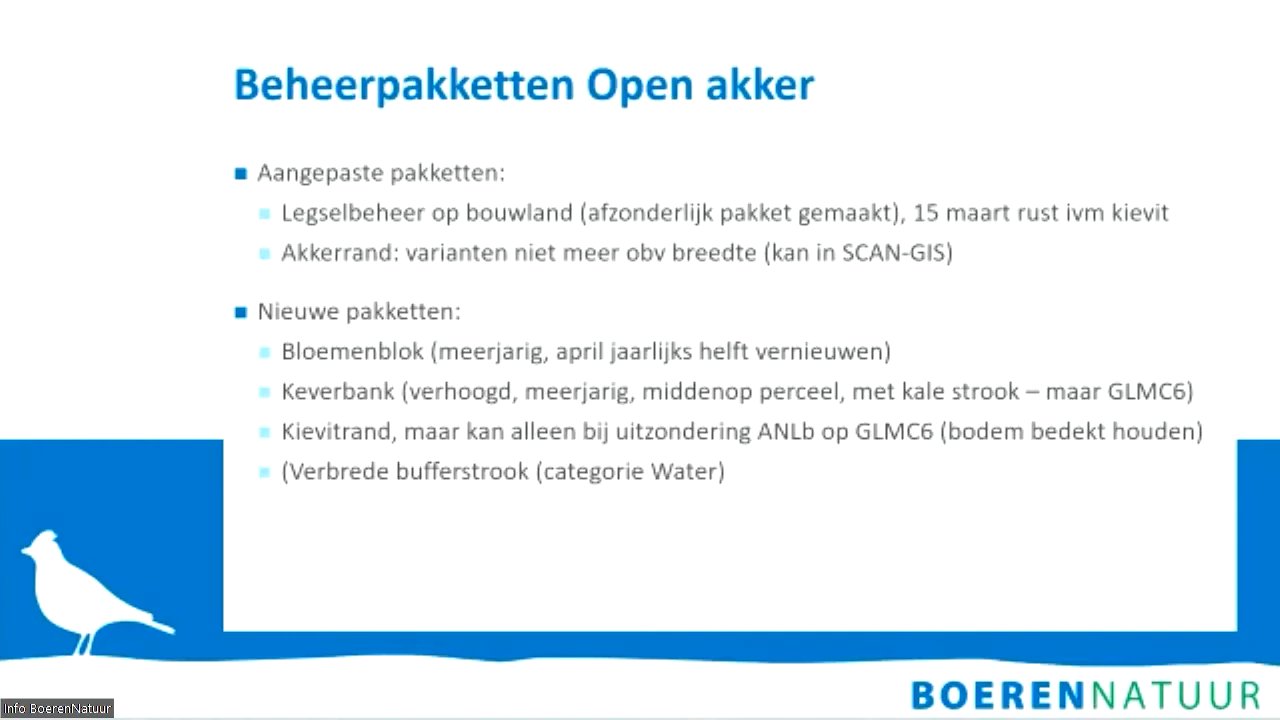 Beheerpakketten Open akker
Aangepaste pakketten:
Legselbeheer op bouwland (afzonderlijk pakket gemaakt), 15 maart rust ivm kievit
Akkerrand: varianten niet meer obv breedte (kan in SCAN-GIS)
Nieuwe pakketten:
Bloemenblok (meerjarig, april jaarlijks helft vernieuwen)
Keverbank (verhoogd, meerjarig, middenop perceel, met kale strook – maar GLMC6)
Kievitrand, maar kan alleen bij uitzondering ANLb op GLMC6 (bodem bedekt houden)
(Verbrede bufferstrook (categorie Water)
BOERENNATUUR
Info BoerenNatuur